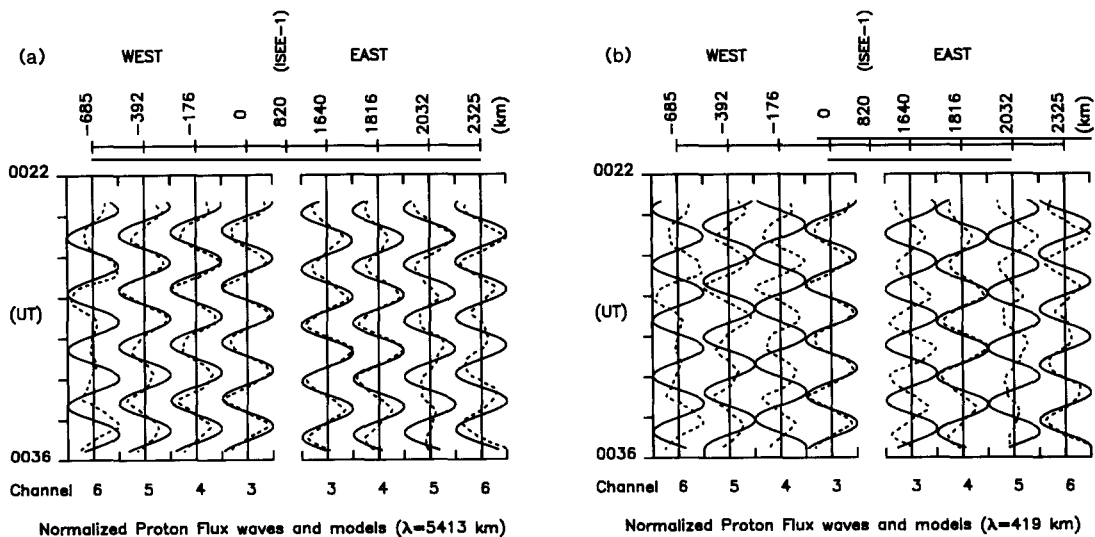 (a)
WEST
(ISEE-1)
EAST
-685
-392
-176
0
820
1640
1816
2032
2325
(km)
0022
(UT)
0036
Channel 6 5 4 3 3 4 5 6
Normalized Proton Flux waves and models (λ=5413 km)
(b)
WEST
(ISEE-1)
EAST
-685
-392
-176
0
820
1640
1816
2032
2325
(km)
0022
(UT)
0036
Channel 6 5 4 3 3 4 5 6
Normalized Proton Flux waves and models (λ=419 km)